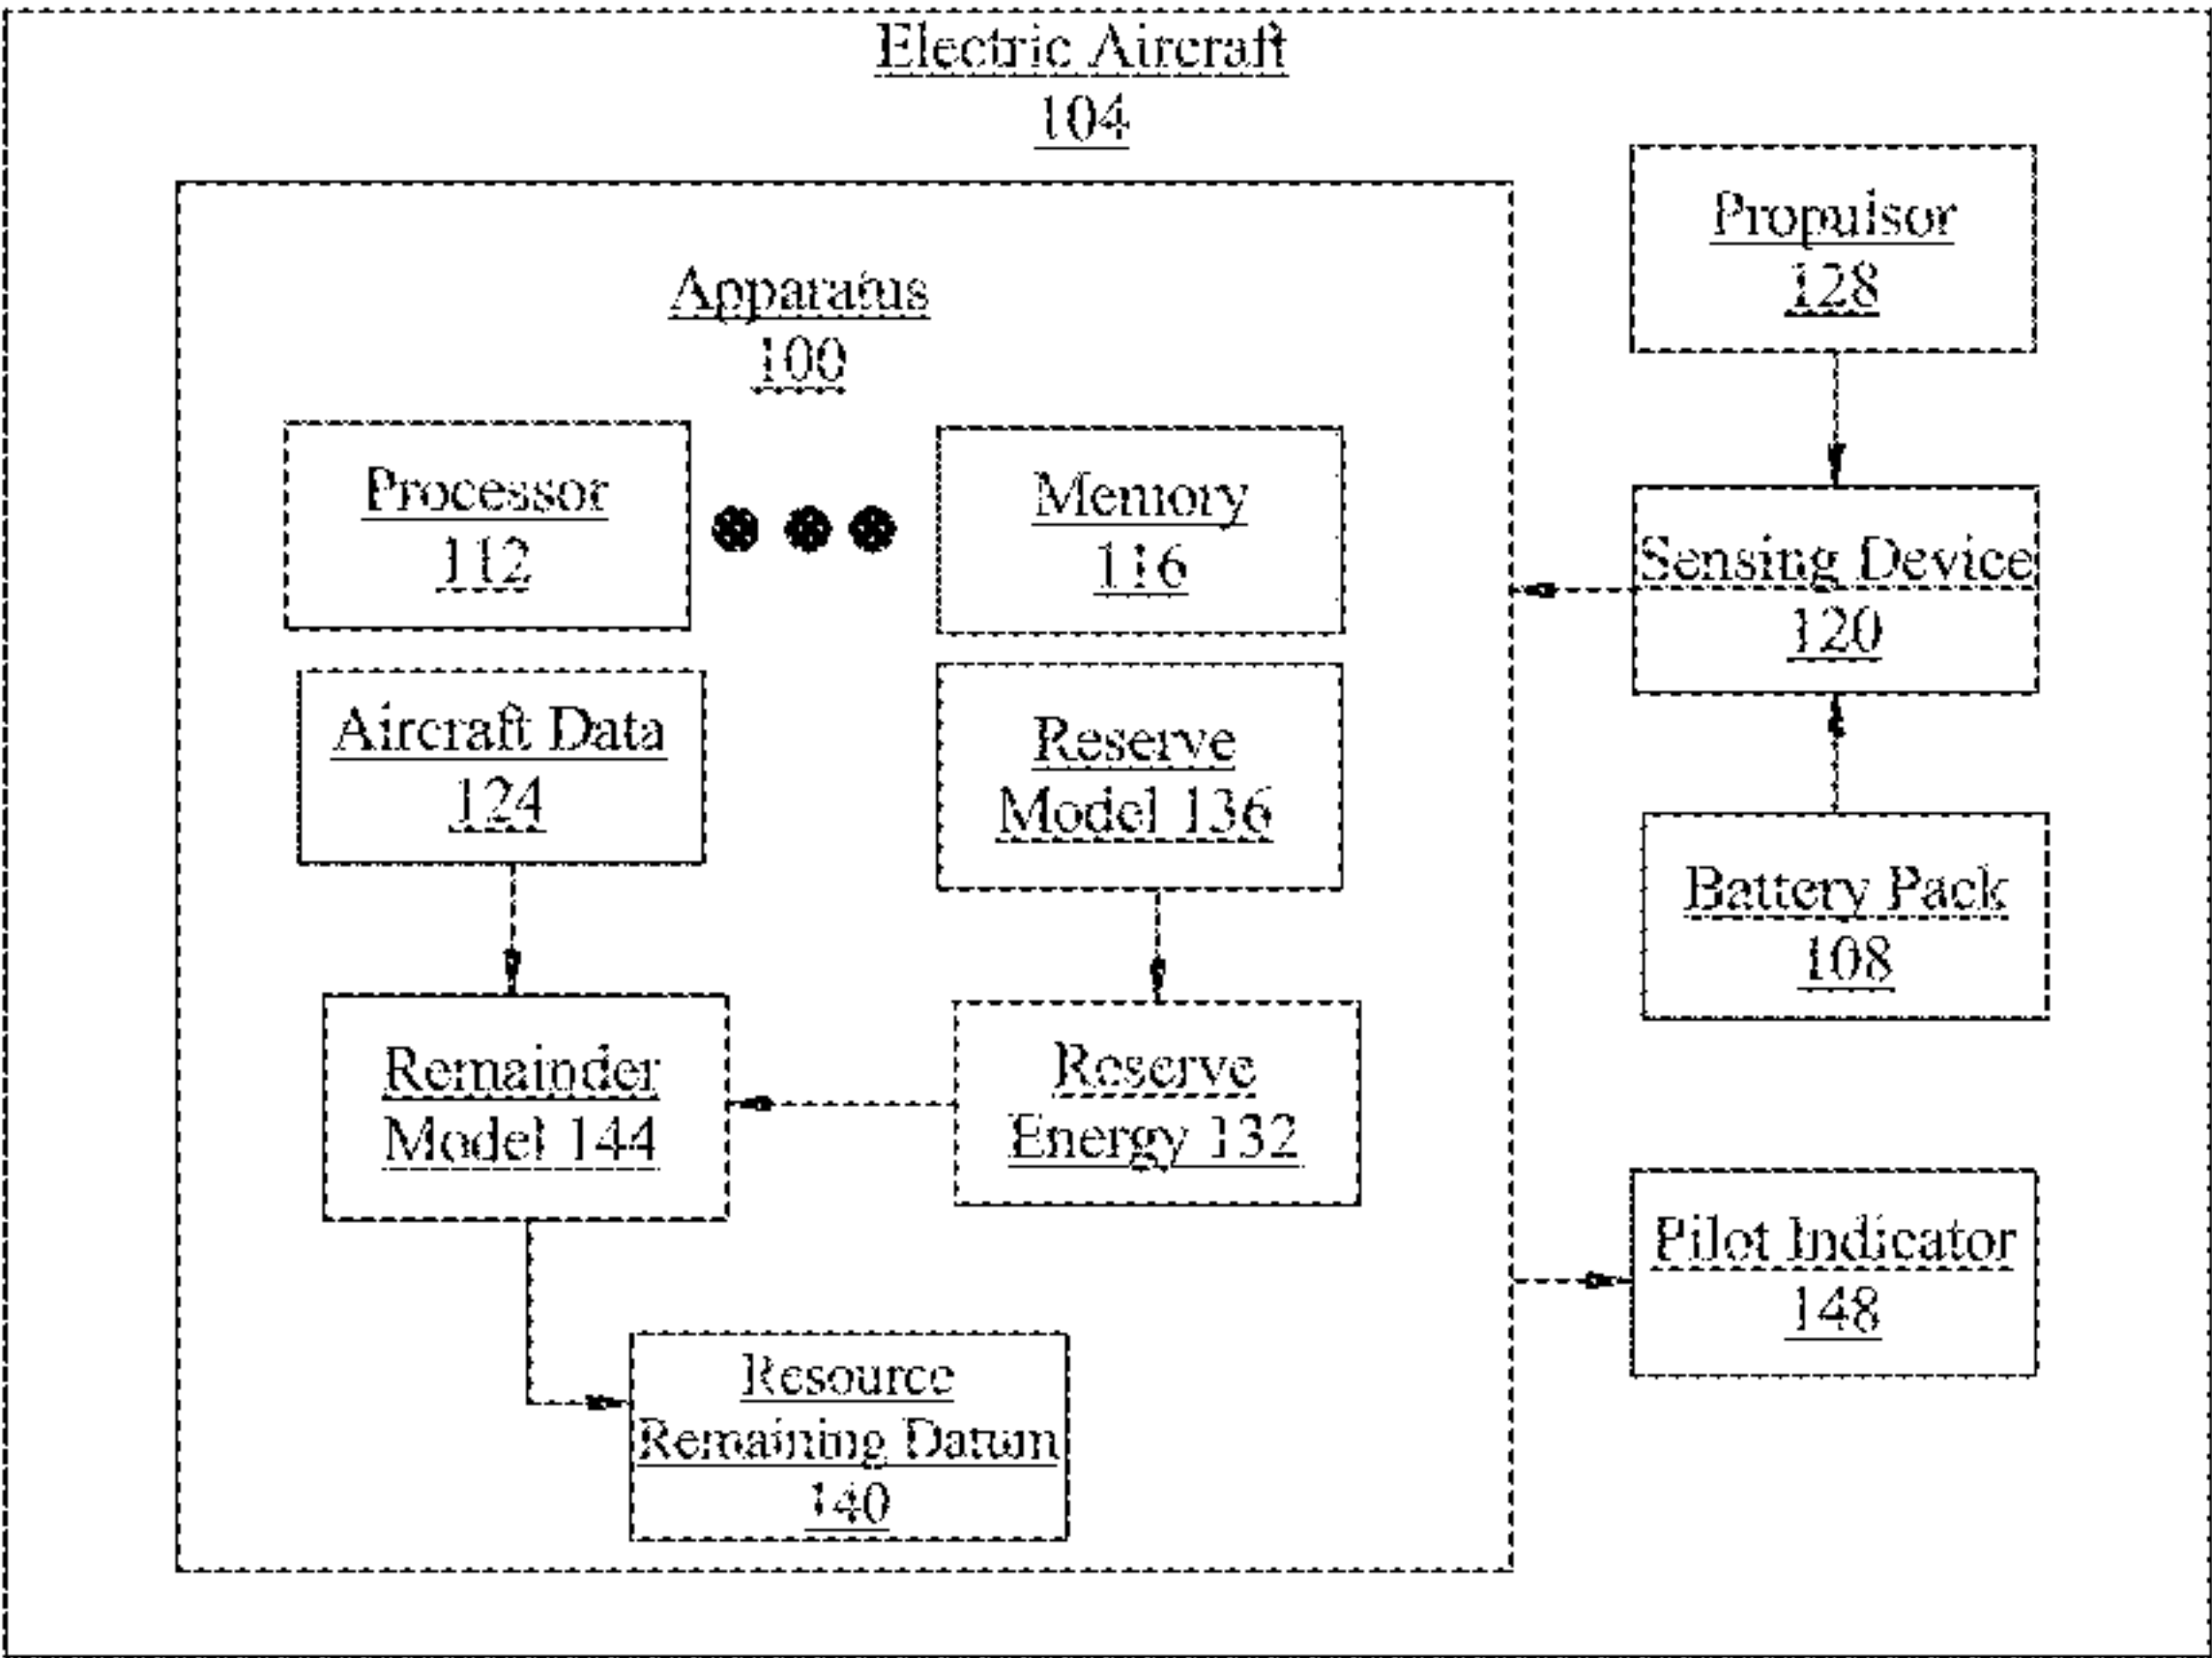 Electric Aircraft
104
Apparatus
100
Processor
112
Memory
116
Aircraft Data
124
Reserve
Model 136
Remainder
Model 144
Reserve
Energy 132
Resource
Remaining Datum
140
Propulsor
128
Sensing Device
120
Battery Pack
108
Pilot Indicator
148